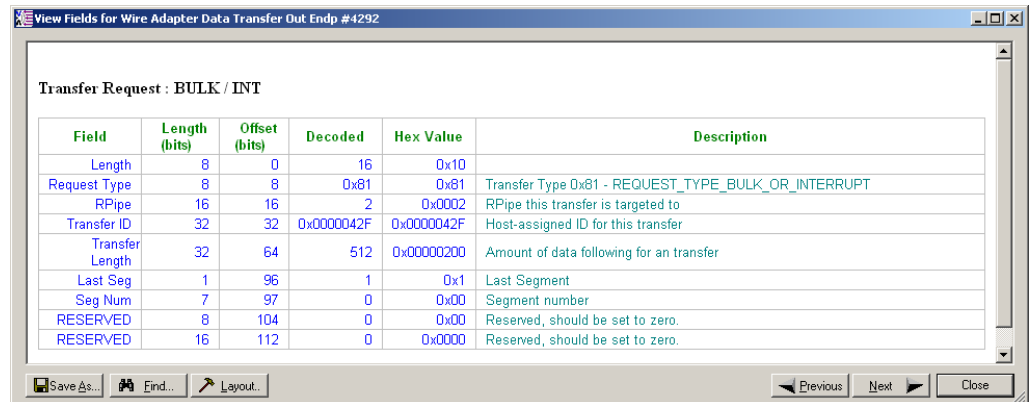 View Fields for Wire Adapter Data Transfer Out Endp #4292
Transfer Request : BULK / INT
Field Length (bits) Offset (bits) Decoded Hex Value Description
Length 8 0 16 0x10
Request Type 8 8 0x81 0x81 Transfer Type 0x81 - REQUEST_TYPE_BULK_OR_INTERRUPT
RPipe 16 16 2 0x0002 RPipe this transfer is targeted to
Transfer ID 32 32 0x0000042F 0x0000042F Host-assigned ID for this transfer
Transfer Length 32 64 512 0x00000200 Amount of data following for an transfer
Last Seg 1 96 1 0x1 Last Segment
Seg Num 7 97 0 0x00 Segment number
RESERVED 8 104 0 0x00 Reserved, should be set to zero.
RESERVED 16 112 0 0x0000 Reserved, should be set to zero.
Save As... Find... Layout.. Previous Next Close